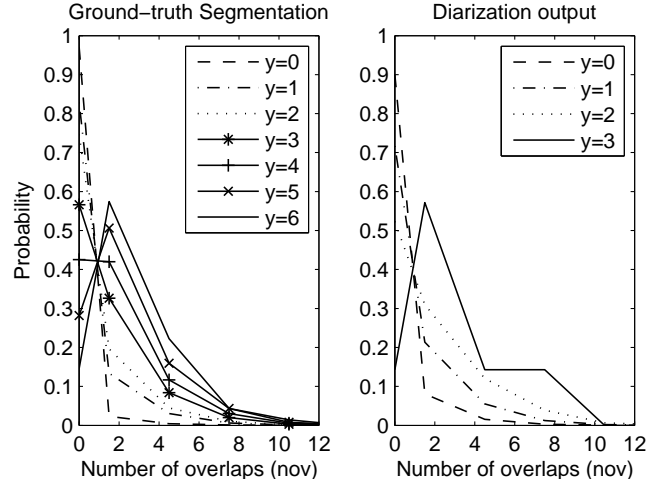 Ground−truth Segmentation
Diarization output
Probability
1
0.9
0.8
0.7
0.6
0.5
0.4
0.3
0.2
0.1
0
0 2 4 6 8 10 12
Number of overlaps (nov)
y=0
y=1
y=2
y=3
y=4
y=5
y=6
1
0.9
0.8
0.7
0.6
0.5
0.4
0.3
0.2
0.1
0
0 2 4 6 8 10 12
Number of overlaps (nov)
y=0
y=1
y=2
y=3